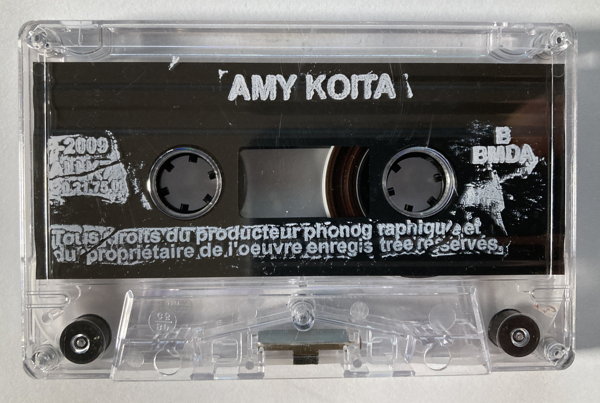 AMY KOITA
T-2009
B
BMDA
Tous droits du producteur phonog raphique et
du propriétaire de l'oeuvre enregis trée réservés